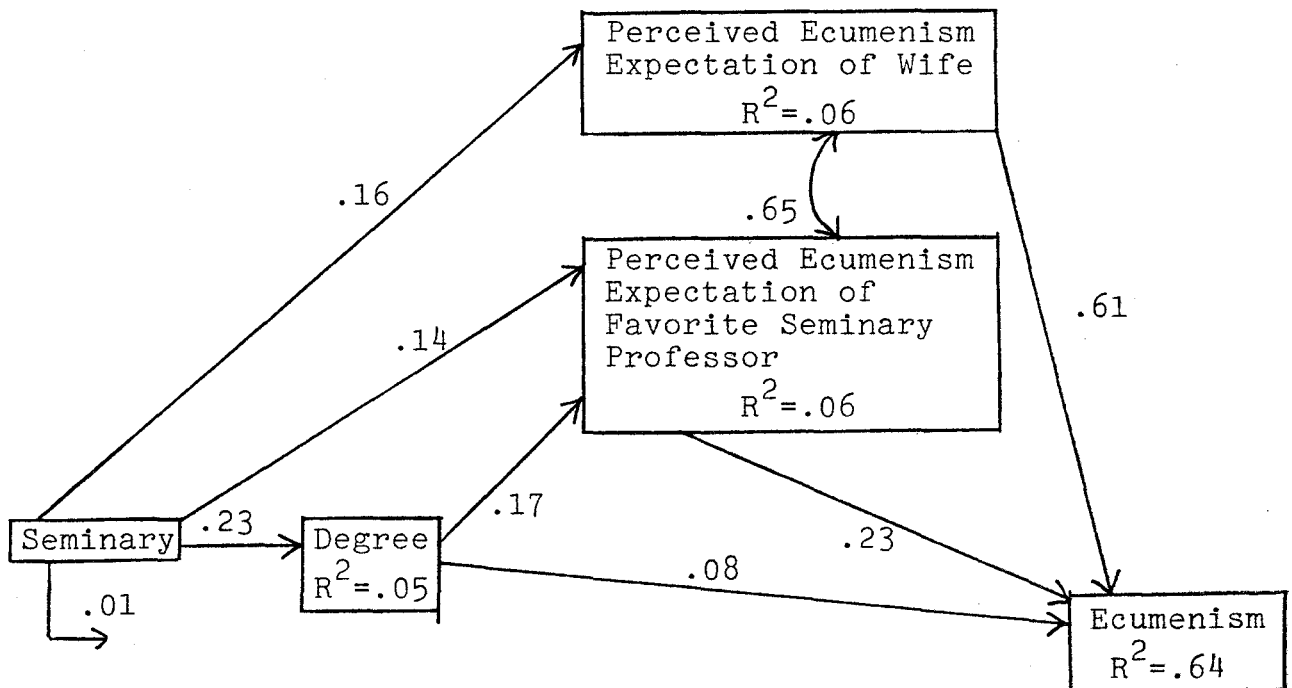 Perceived Ecumenism
Expectation of Wife
R²=.06
.16
.65
Perceived Ecumenism
Expectation of
Favorite Seminary
Professor
R²=.06
.61
.14
.17
.23
Seminary
.23
Degree
R²=.05
.08
.01
Ecumenism
R²=.64